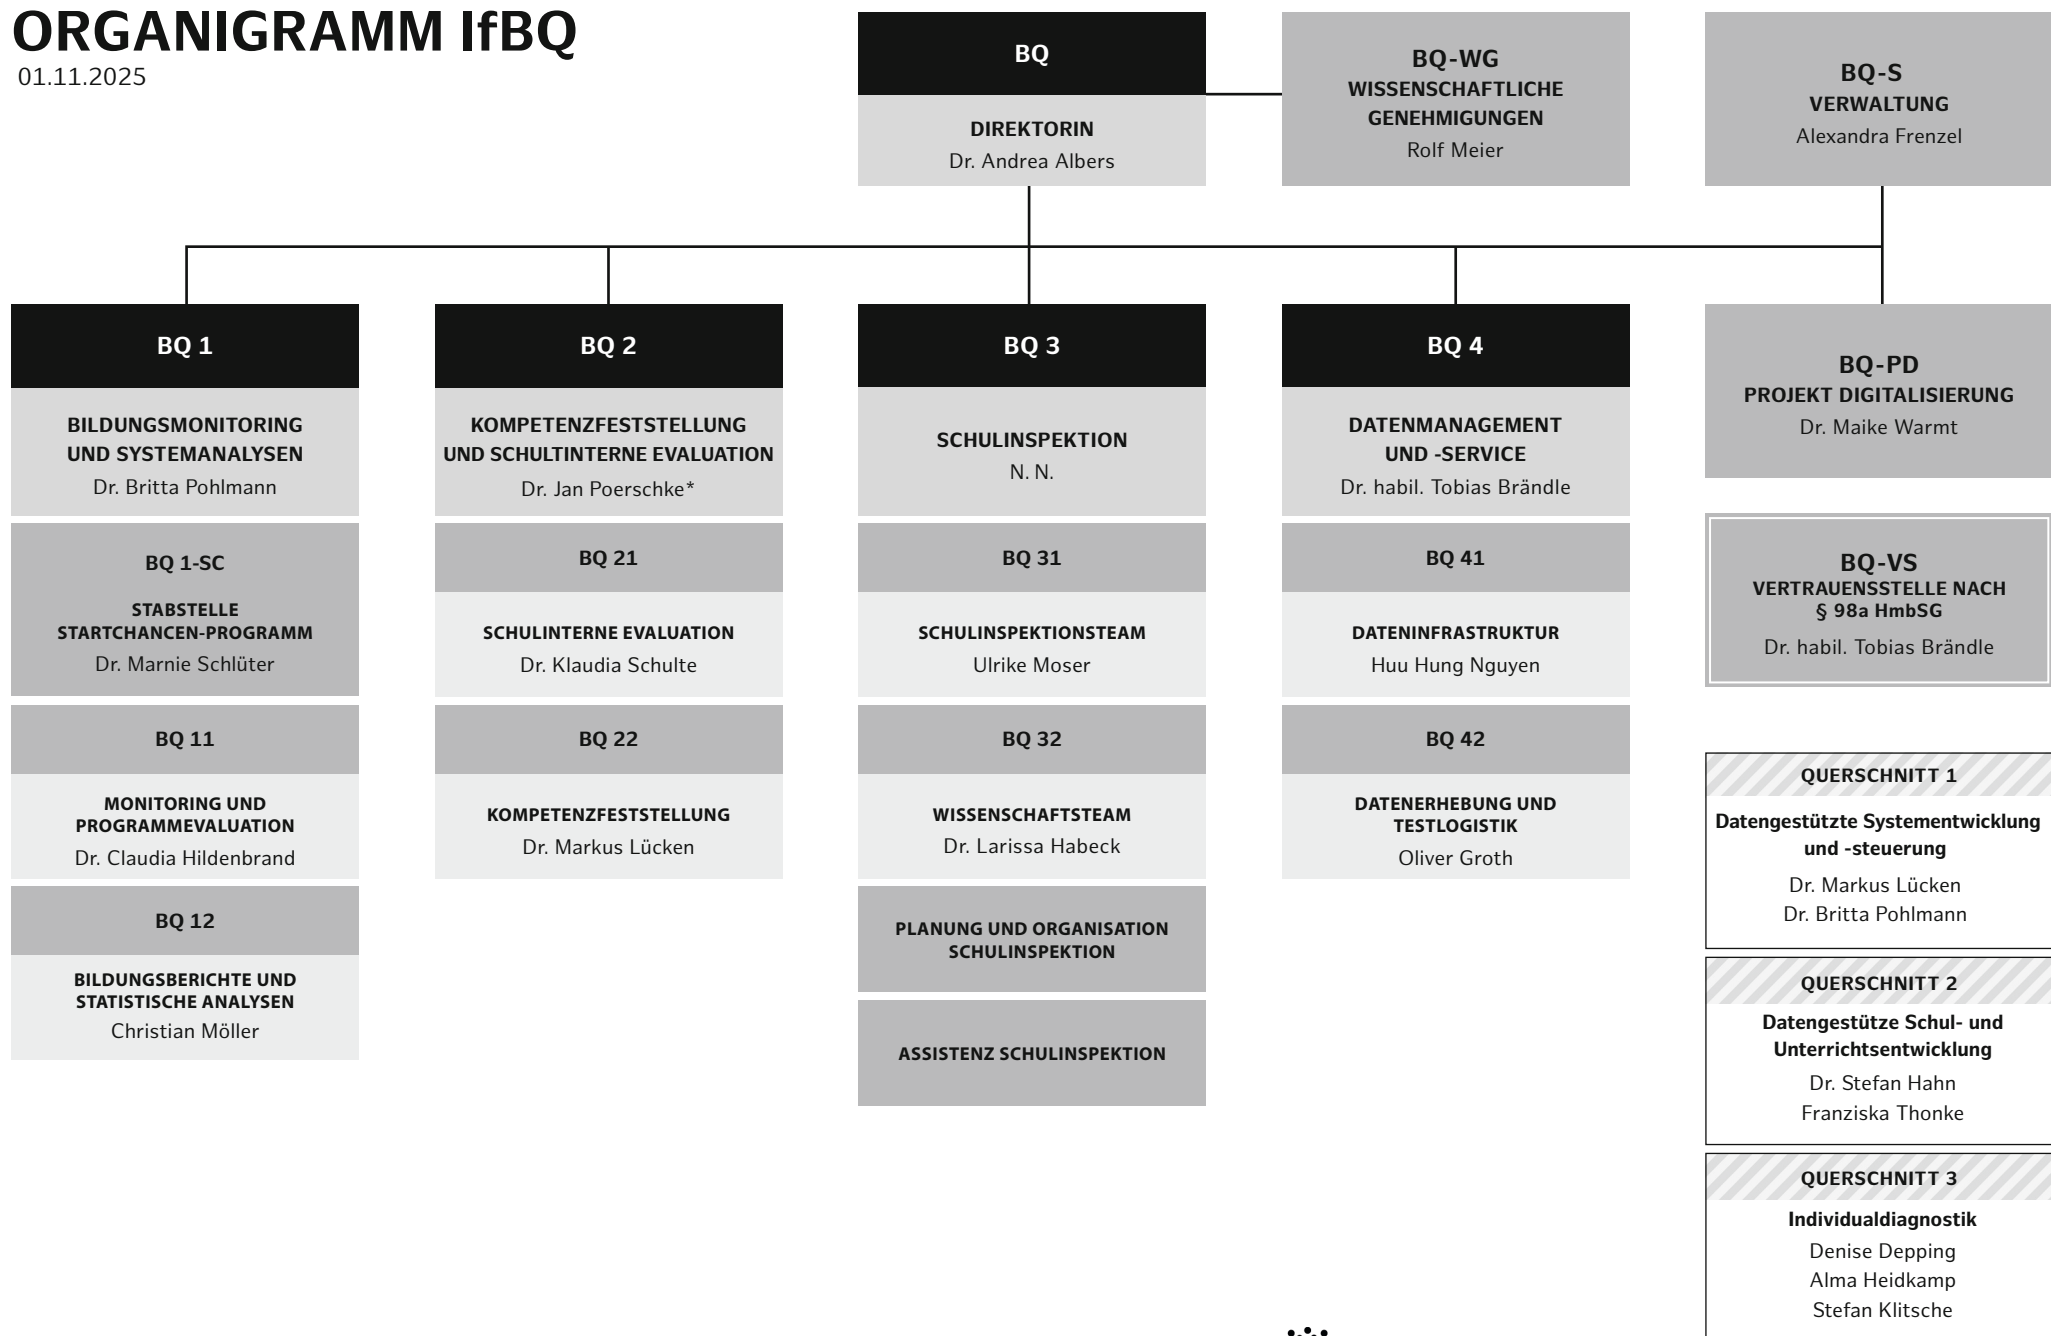 ORGANIGRAMM IfBQ
01.11.2025
BQ
DIREKTORIN
Dr. Andrea Albers
BQ-WG
WISSENSCHAFTLICHE
GENEHMIGUNGEN
Rolf Meier
BQ-S
VERWALTUNG
Alexandra Frenzel
BQ 1
BILDUNGSMONITORING
UND SYSTEMANALYSEN
Dr. Britta Pohlmann
BQ 1-SC
STABSTELLE
STARTCHANCEN-PROGRAMM
Dr. Marnie Schlüter
BQ 11
MONITORING UND
PROGRAMMEVALUATION
Dr. Claudia Hildenbrand
BQ 12
BILDUNGSBERICHTE UND
STATISTISCHE ANALYSEN
Christian Möller
BQ 2
KOMPETENZFESTSTELLUNG
UND SCHULTINTERNE EVALUATION
Dr. Jan Poerschke*
BQ 21
SCHULINTERNE EVALUATION
Dr. Klaudia Schulte
BQ 22
KOMPETENZFESTSTELLUNG
Dr. Markus Lücken
BQ 3
SCHULINSPEKTION
N. N.
BQ 31
SCHULINSPEKTIONSTEAM
Ulrike Moser
BQ 32
WISSENSCHAFTSTEAM
Dr. Larissa Habeck
PLANUNG UND ORGANISATION
SCHULINSPEKTION
ASSISTENZ SCHULINSPEKTION
BQ 4
DATENMANAGEMENT
UND -SERVICE
Dr. habil. Tobias Brändle
BQ 41
DATENINFRASTRUKTUR
Huu Hung Nguyen
BQ 42
DATENERHEBUNG UND
TESTLOGISTIK
Oliver Groth
BQ-PD
PROJEKT DIGITALISIERUNG
Dr. Maike Warmt
BQ-VS
VERTRAUENSSTELLE NACH
§ 98a HmbSG
Dr. habil. Tobias Brändle
QUERSCHNITT 1
Datengestützte Systementwicklung
und -steuerung
Dr. Markus Lücken
Dr. Britta Pohlmann
QUERSCHNITT 2
Datengestütze Schul- und
Unterrichtsentwicklung
Dr. Stefan Hahn
Franziska Thonke
QUERSCHNITT 3
Individualdiagnostik
Denise Depping
Alma Heidkamp
Stefan Klitsche